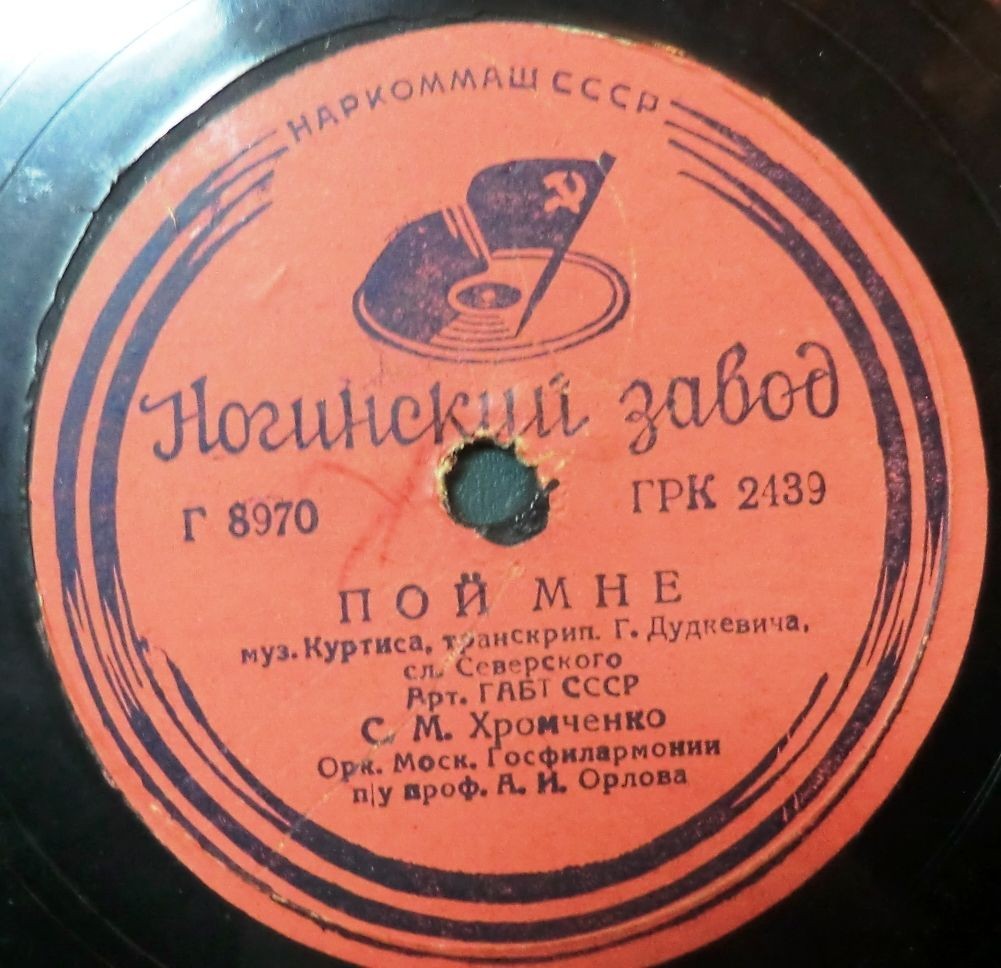 НАРКОММАШ СССР
Ногинский завод
Г 8970 ГРК 2439
ПОЙ МНЕ
муз. Куртиса, транскрип. Г. Дудкевича,
сл. Северского
Арт. ГАБТ СССР
С. М. Хромченко
Орк. Моск. Госфилармонии
п/у проф. А. И. Орлова